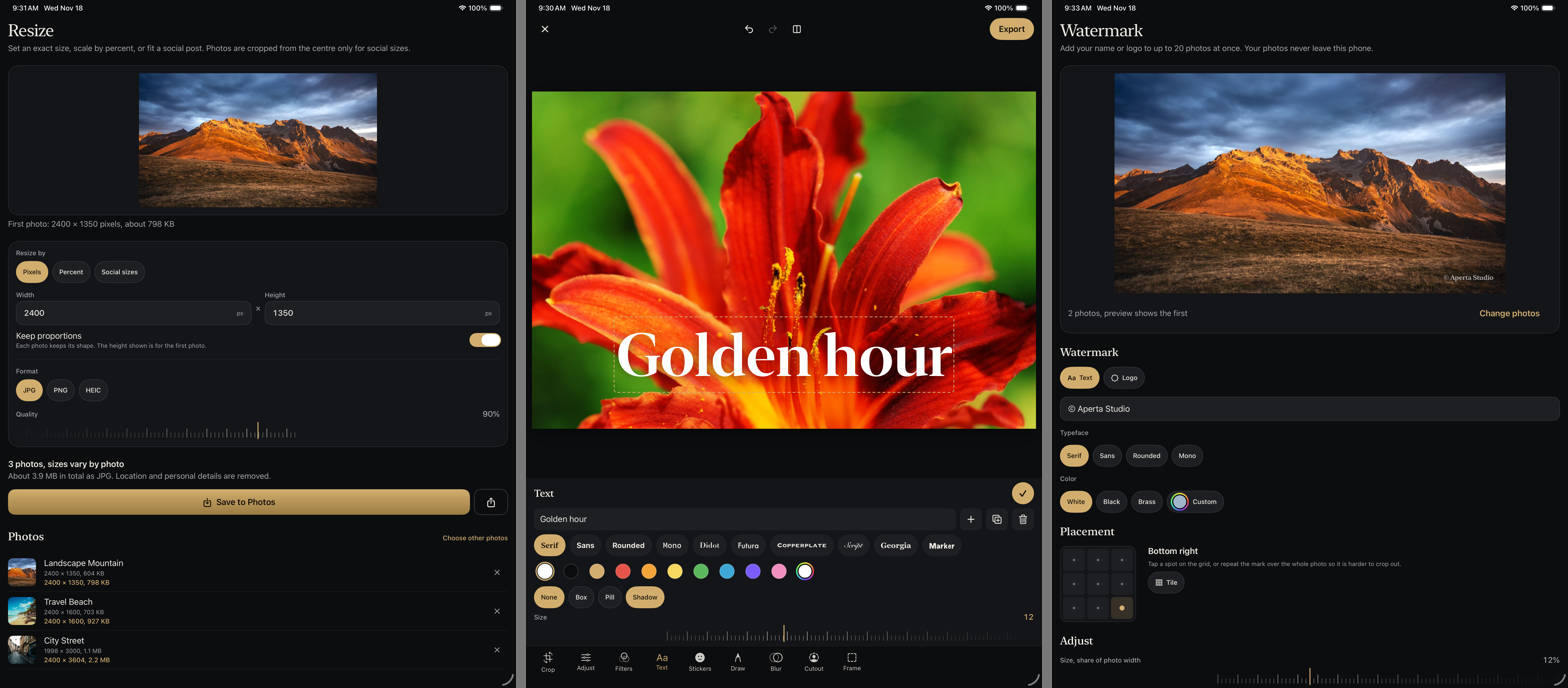 9:31 AM Wed Nov 18
100%
Resize
Set an exact size, scale by percent, or fit a social post. Photos are cropped from the centre only for social sizes.
First photo: 2400 × 1350 pixels, about 798 KB
Resize by
Pixels
Percent
Social sizes
Width
Height
2400 px
×
1350 px
Keep proportions
Each photo keeps its shape. The height shown is for the first photo.
Format
JPG
PNG
HEIC
Quality
90%
3 photos, sizes vary by photo
About 3.9 MB in total as JPG. Location and personal details are removed.
Save to Photos
Photos
Choose other photos
Landscape Mountain
2400 × 1350, 604 KB
2400 × 1350, 798 KB
Travel Beach
2400 × 1600, 703 KB
2400 × 1600, 927 KB
City Street
1996 × 3000, 1.1 MB
2400 × 3604, 2.2 MB
9:30 AM Wed Nov 18
100%
Export
Golden hour
Text
Golden hour
Serif
Sans
Rounded
Mono
Didot
Futura
COPPERPLATE
Script
Georgia
Marker
None
Box
Pill
Shadow
Size
12
Crop
Adjust
Filters
Aa
Text
Stickers
Draw
Blur
Cutout
Frame
9:33 AM Wed Nov 18
100%
Watermark
Add your name or logo to up to 20 photos at once. Your photos never leave this phone.
© Aperta Studio
2 photos, preview shows the first
Change photos
Watermark
Aa Text
Logo
© Aperta Studio
Typeface
Serif
Sans
Rounded
Mono
Color
White
Black
Brass
Custom
Placement
Bottom right
Tap a spot on the grid, or repeat the mark over the whole photo so it is harder to crop out.
Tile
Adjust
Size, share of photo width
12%